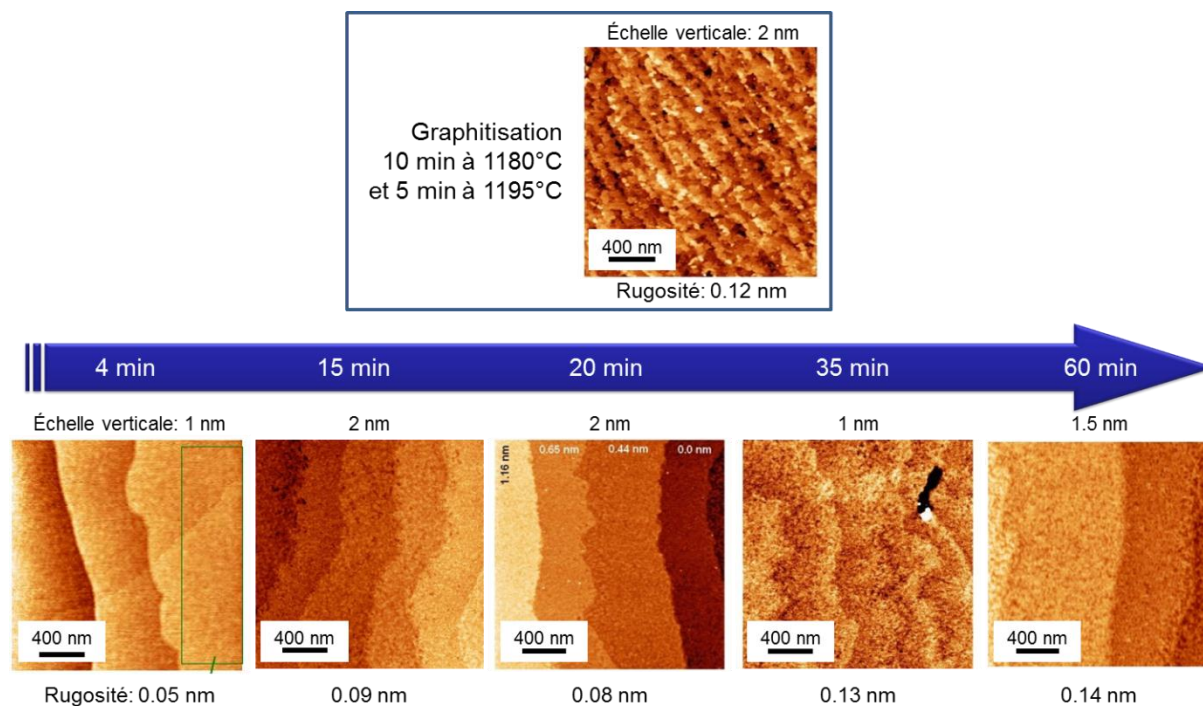 Échelle verticale: 2 nm
Graphitisation
10 min à 1180°C
et 5 min à 1195°C
400 nm
Rugosité: 0.12 nm
4 min 15 min 20 min 35 min 60 min
Échelle verticale: 1 nm 2 nm 2 nm 1 nm 1.5 nm
1.16 nm 0.65 nm 0.44 nm 0.0 nm
400 nm 400 nm 400 nm 400 nm 400 nm
Rugosité: 0.05 nm 0.09 nm 0.08 nm 0.13 nm 0.14 nm